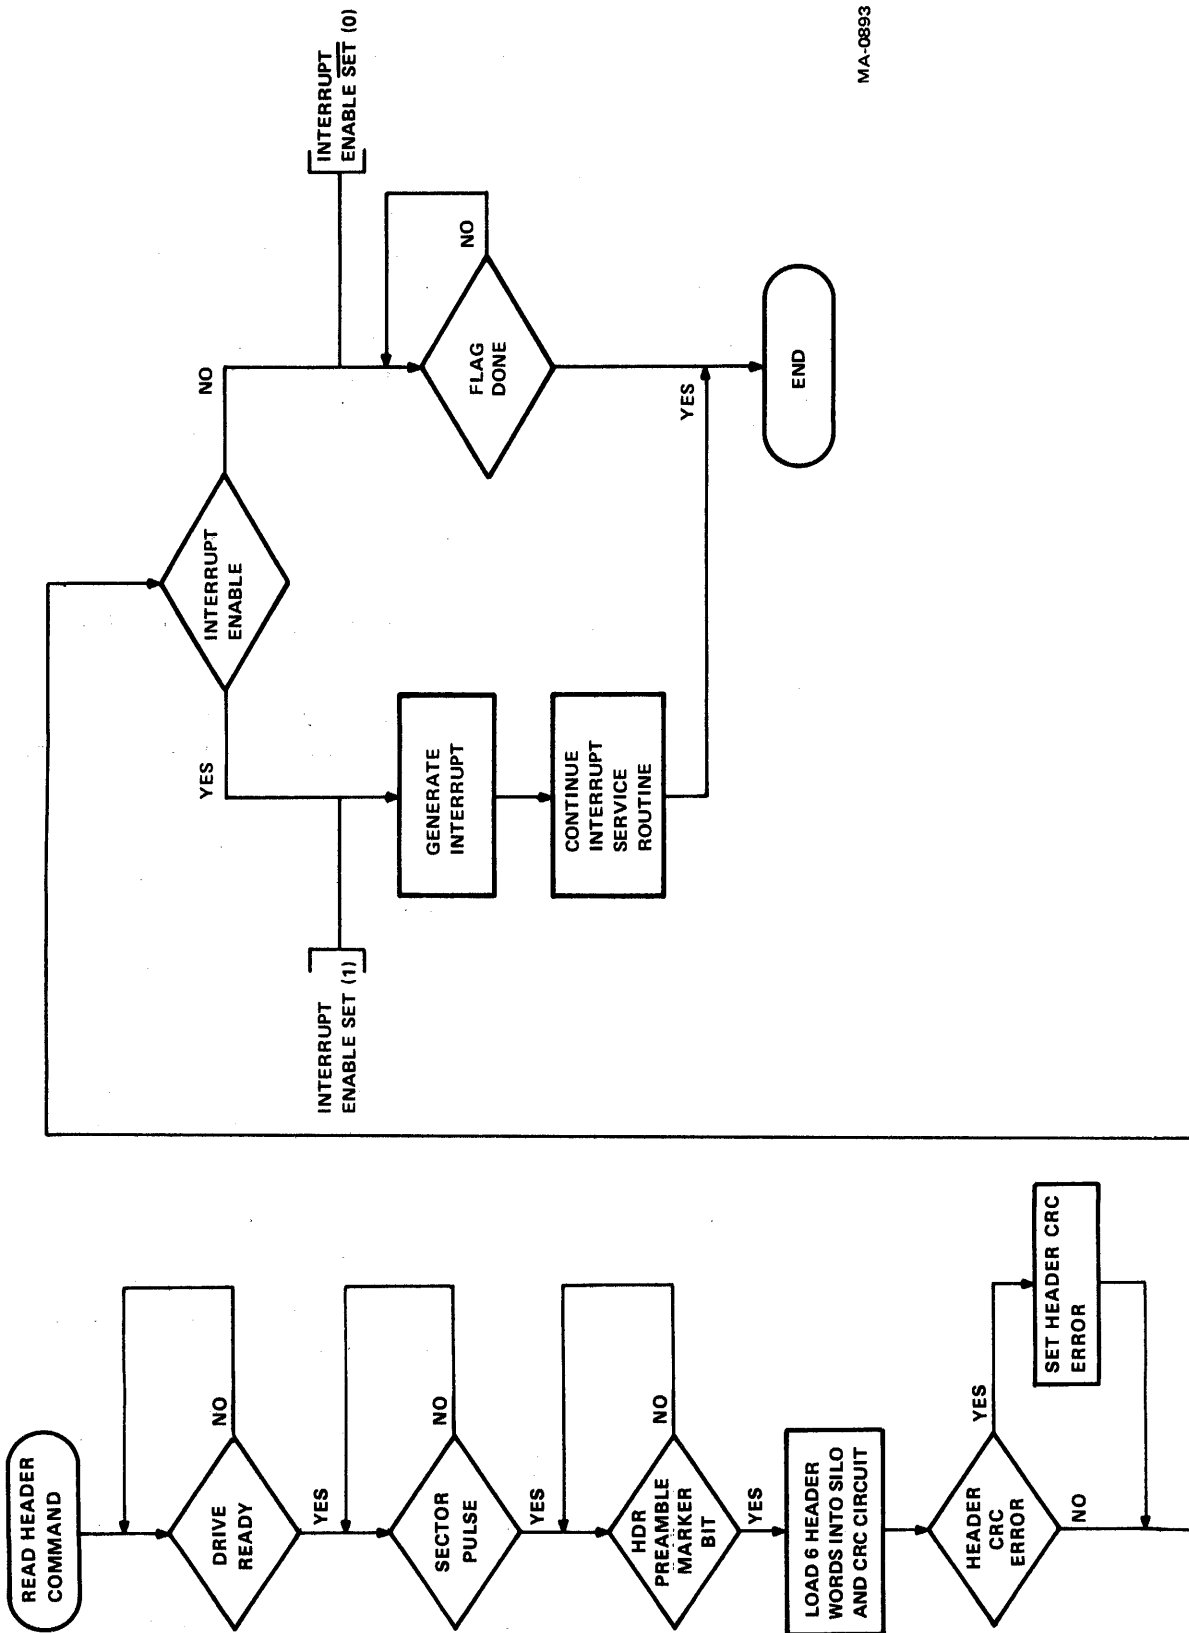 READ HEADER
COMMAND
DRIVE
READY
NO
YES
SECTOR
PULSE
NO
YES
HDR
PREAMBLE
MARKER
BIT
NO
YES
LOAD 6 HEADER
WORDS INTO SILO
AND CRC CIRCUIT
HEADER
CRC
ERROR
YES
NO
SET HEADER CRC
ERROR
INTERRUPT
ENABLE
YES
NO
INTERRUPT
ENABLE SET (1)
INTERRUPT
ENABLE SET (0)
GENERATE
INTERRUPT
CONTINUE
INTERRUPT
SERVICE
ROUTINE
FLAG
DONE
NO
YES
END
MA-0893